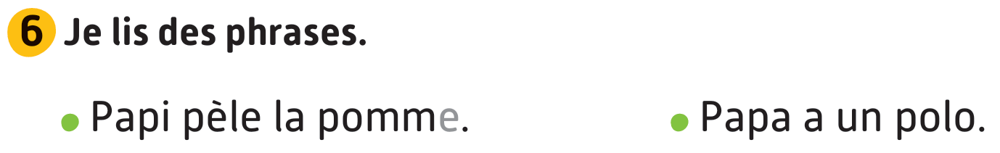 6 Je lis des phrases.
• Papi pèle la pomme. • Papa a un polo.